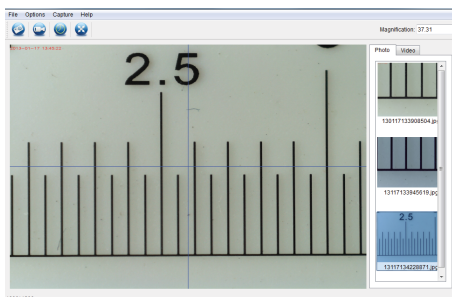 File Options Capture Help
Magnification: 37.31
2.5
Photo Video
130117133908504.jpg
13117133945619.jpg
2.5
13117134228871.jpg